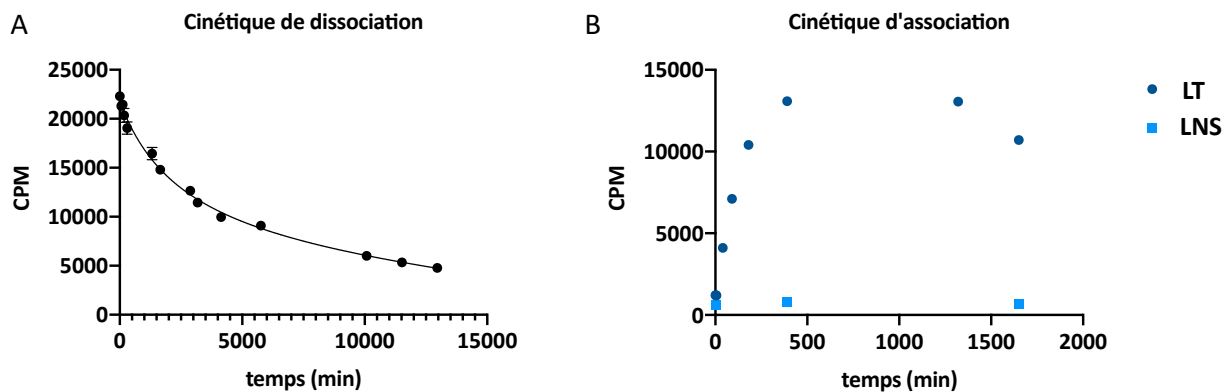 A
Cinétique de dissociation
25000
20000
15000
10000
5000
0
CPM
0 5000 10000 15000
temps (min)
B
Cinétique d'association
15000
10000
5000
0
CPM
0 500 1000 1500 2000
temps (min)
LT
LNS